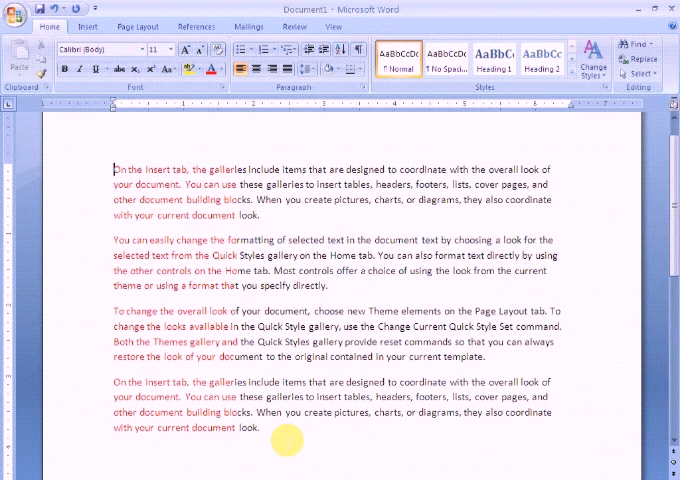 Document1 - Microsoft Word
Home Insert Page Layout References Mailings Review View
Paste
Calibri (Body) 11
B I U abc X₂ X² Aa
AaBbCcDc AaBbCcDc AaBbC AaBbCc
¶ Normal ¶ No Spaci... Heading 1 Heading 2
Change Styles
Find
Replace
Select
Clipboard Font Paragraph Styles Editing
1 2 3 4 5 6 7
On the Insert tab, the galleries include items that are designed to coordinate with the overall look of
your document. You can use these galleries to insert tables, headers, footers, lists, cover pages, and
other document building blocks. When you create pictures, charts, or diagrams, they also coordinate
with your current document look.
You can easily change the formatting of selected text in the document text by choosing a look for the
selected text from the Quick Styles gallery on the Home tab. You can also format text directly by using
the other controls on the Home tab. Most controls offer a choice of using the look from the current
theme or using a format that you specify directly.
To change the overall look of your document, choose new Theme elements on the Page Layout tab. To
change the looks available in the Quick Style gallery, use the Change Current Quick Style Set command.
Both the Themes gallery and the Quick Styles gallery provide reset commands so that you can always
restore the look of your document to the original contained in your current template.
On the Insert tab, the galleries include items that are designed to coordinate with the overall look of
your document. You can use these galleries to insert tables, headers, footers, lists, cover pages, and
other document building blocks. When you create pictures, charts, or diagrams, they also coordinate
with your current document look.